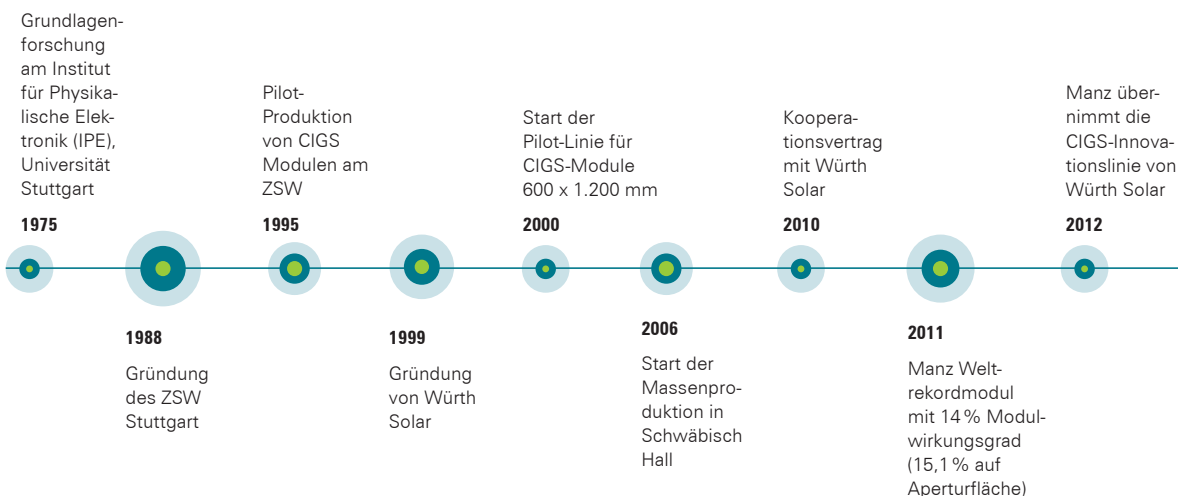 Grundlagen-
forschung
am Institut
für Physika-
lische Elek-
tronik (IPE),
Universität
Stuttgart
1975
1988
Gründung
des ZSW
Stuttgart
Pilot-
Produktion
von CIGS
Modulen am
ZSW
1995
1999
Gründung
von Würth
Solar
Start der
Pilot-Linie für
CIGS-Module
600 x 1.200 mm
2000
2006
Start der
Massenpro-
duktion in
Schwäbisch
Hall
Koopera-
tionsvertrag
mit Würth
Solar
2010
2011
Manz Welt-
rekordmodul
mit 14 % Modul-
wirkungsgrad
(15,1 % auf
Aperturfläche)
Manz über-
nimmt die
CIGS-Innova-
tionslinie von
Würth Solar
2012